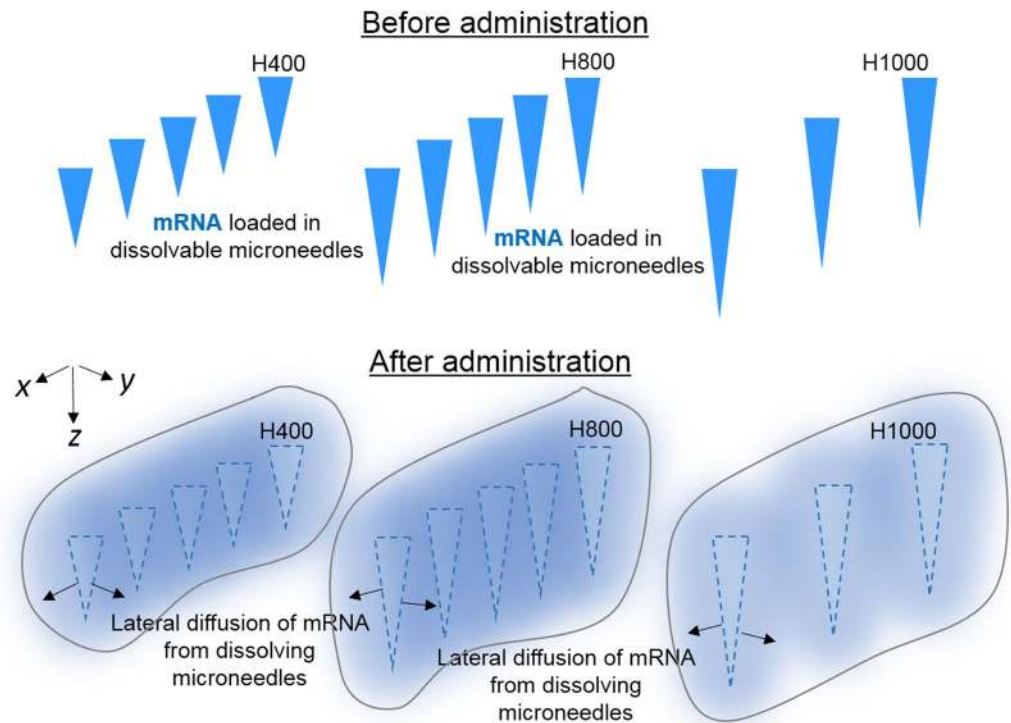 Before administration
H400
H800
H1000
mRNA loaded in
dissolvable microneedles
mRNA loaded in
dissolvable microneedles
After administration
x
y
z
H400
H800
H1000
Lateral diffusion of mRNA
from dissolving
microneedles
Lateral diffusion of mRNA
from dissolving
microneedles